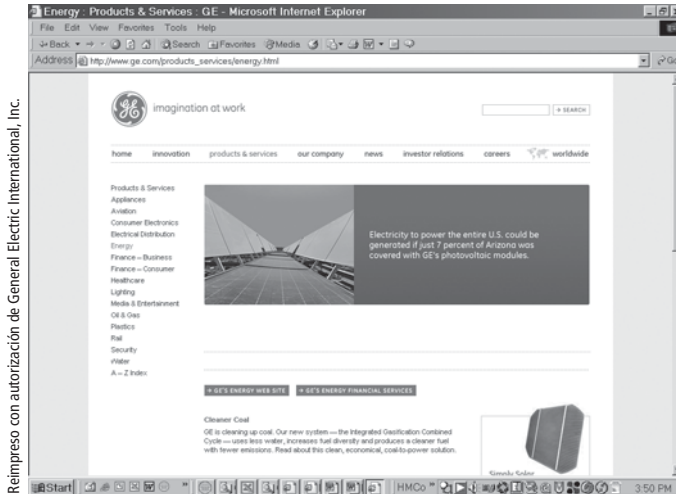 Reimpreso con autorización de General Electric International, Inc.
Energy : Products & Services : GE - Microsoft Internet Explorer
File Edit View Favorites Tools Help
Back Search Favorites Media
Address http://www.ge.com/products_services/energy.html Go
imagination at work
+ SEARCH
home innovation products & services our company news investor relations careers worldwide
Products & Services
Appliances
Aviation
Consumer Electronics
Electrical Distribution
Energy
Finance – Business
Finance – Consumer
Healthcare
Lighting
Media & Entertainment
Oil & Gas
Plastics
Rail
Security
Water
A – Z Index
Electricity to power the entire U.S. could be
generated if just 7 percent of Arizona was
covered with GE's photovoltaic modules.
+ GE'S ENERGY WEB SITE + GE'S ENERGY FINANCIAL SERVICES
Cleaner Coal
GE is cleaning up coal. Our new system — the Integrated Gasification Combined
Cycle — uses less water, increases fuel diversity and produces a cleaner fuel
with fewer emissions. Read about this clean, economical, coal-to-power solution.
Simply Solar
Start HMCo 3:50 PM